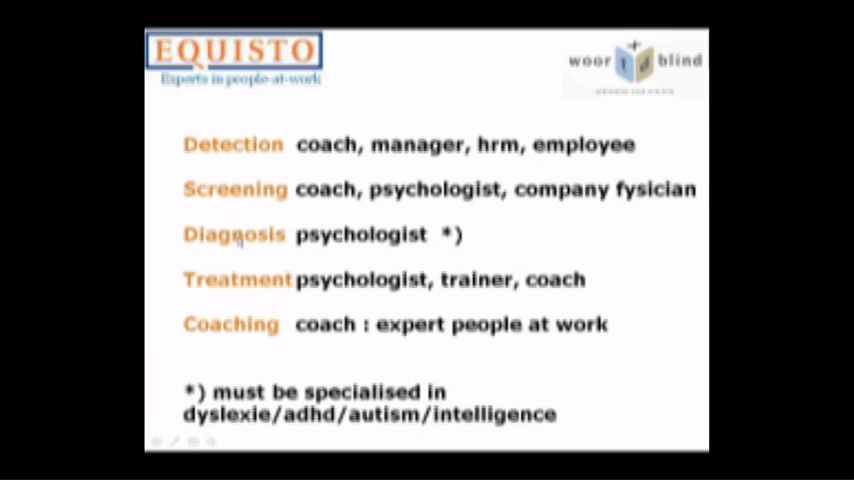 EQUISTO
Experts in people-at-work
woor td blind
Detection coach, manager, hrm, employee
Screening coach, psychologist, company fysician
Diagnosis psychologist *)
Treatment psychologist, trainer, coach
Coaching coach : expert people at work
*) must be specialised in
dyslexie/adhd/autism/intelligence